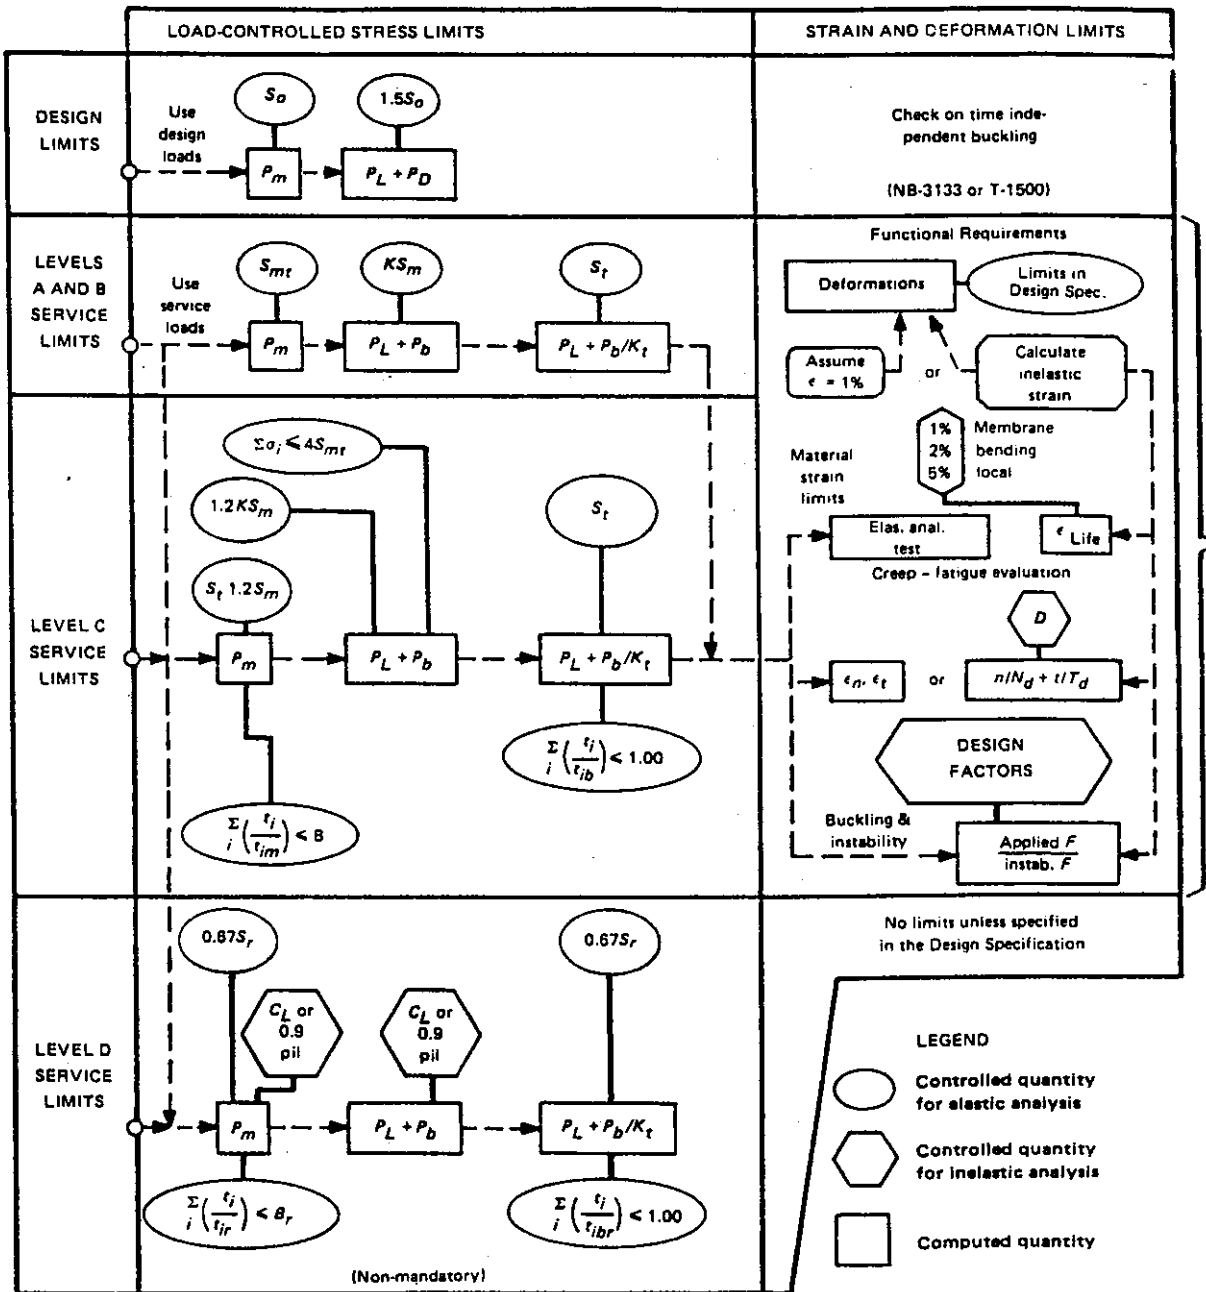 LOAD-CONTROLLED STRESS LIMITS
STRAIN AND DEFORMATION LIMITS
DESIGN
LIMITS
Use
design
loads
S_o
1.5S_o
P_m
P_L + P_D
Check on time inde-
pendent buckling
(NB-3133 or T-1500)
LEVELS
A AND B
SERVICE
LIMITS
Use
service
loads
S_mt
KS_m
S_t
P_m
P_L + P_b
P_L + P_b/K_t
Functional Requirements
Deformations
Limits in
Design Spec.
Assume
ϵ = 1%
or
Calculate
inelastic
strain
1% Membrane
2% bending
5% local
Material
strain
limits
Elas. anal.
test
ϵ Life
Creep – fatigue evaluation
D
ϵ_n, ϵ_t
or
n/N_d + t/T_d
DESIGN
FACTORS
Buckling &
instability
Applied F
instab. F
LEVEL C
SERVICE
LIMITS
Σσ_i ⩽ 4S_mt
1.2KS_m
S_t 1.2S_m
S_t
P_m
P_L + P_b
P_L + P_b/K_t
Σ_i (t_i/t_im) ⩽ B
Σ_i (t_i/t_ib) ⩽ 1.00
LEVEL D
SERVICE
LIMITS
0.67S_r
C_L or
0.9
pil
C_L or
0.9
pil
0.67S_r
P_m
P_L + P_b
P_L + P_b/K_t
Σ_i (t_i/t_ir) ⩽ B_r
Σ_i (t_i/t_ibr) ⩽ 1.00
(Non-mandatory)
No limits unless specified
in the Design Specification
LEGEND
Controlled quantity
for elastic analysis
Controlled quantity
for inelastic analysis
Computed quantity